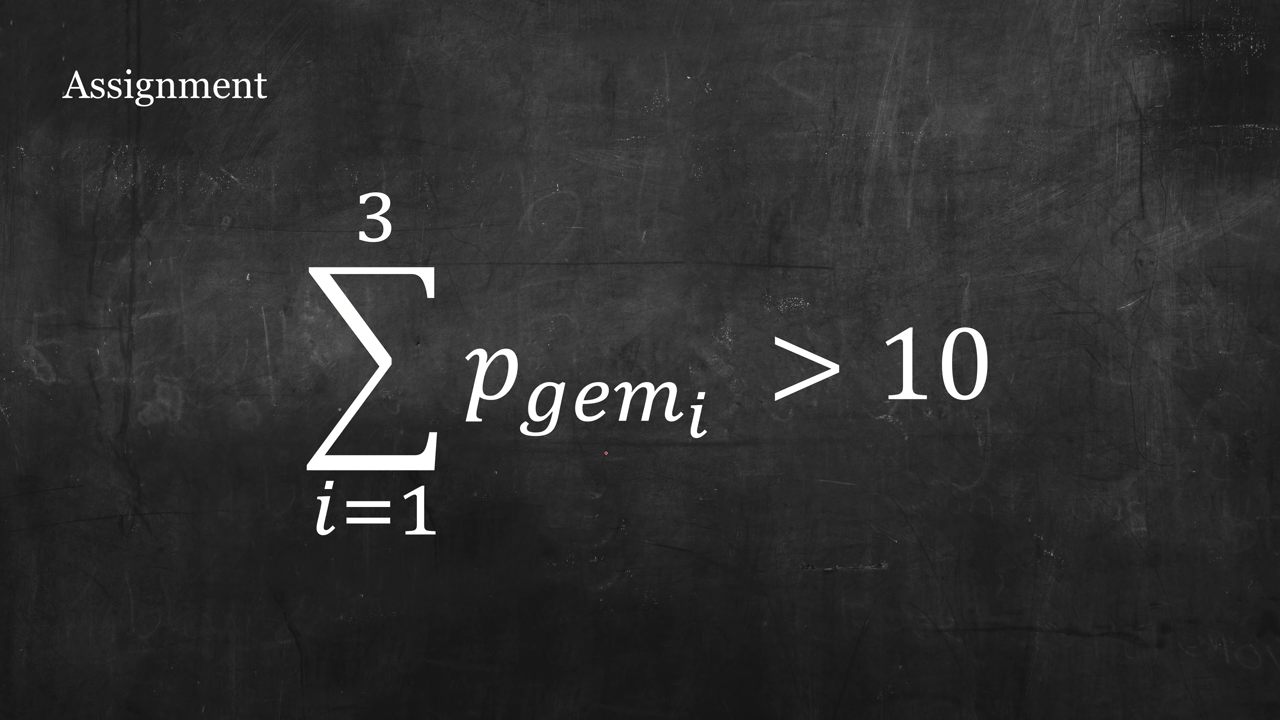 Assignment
3
∑ p_{gem_i} > 10
i=1